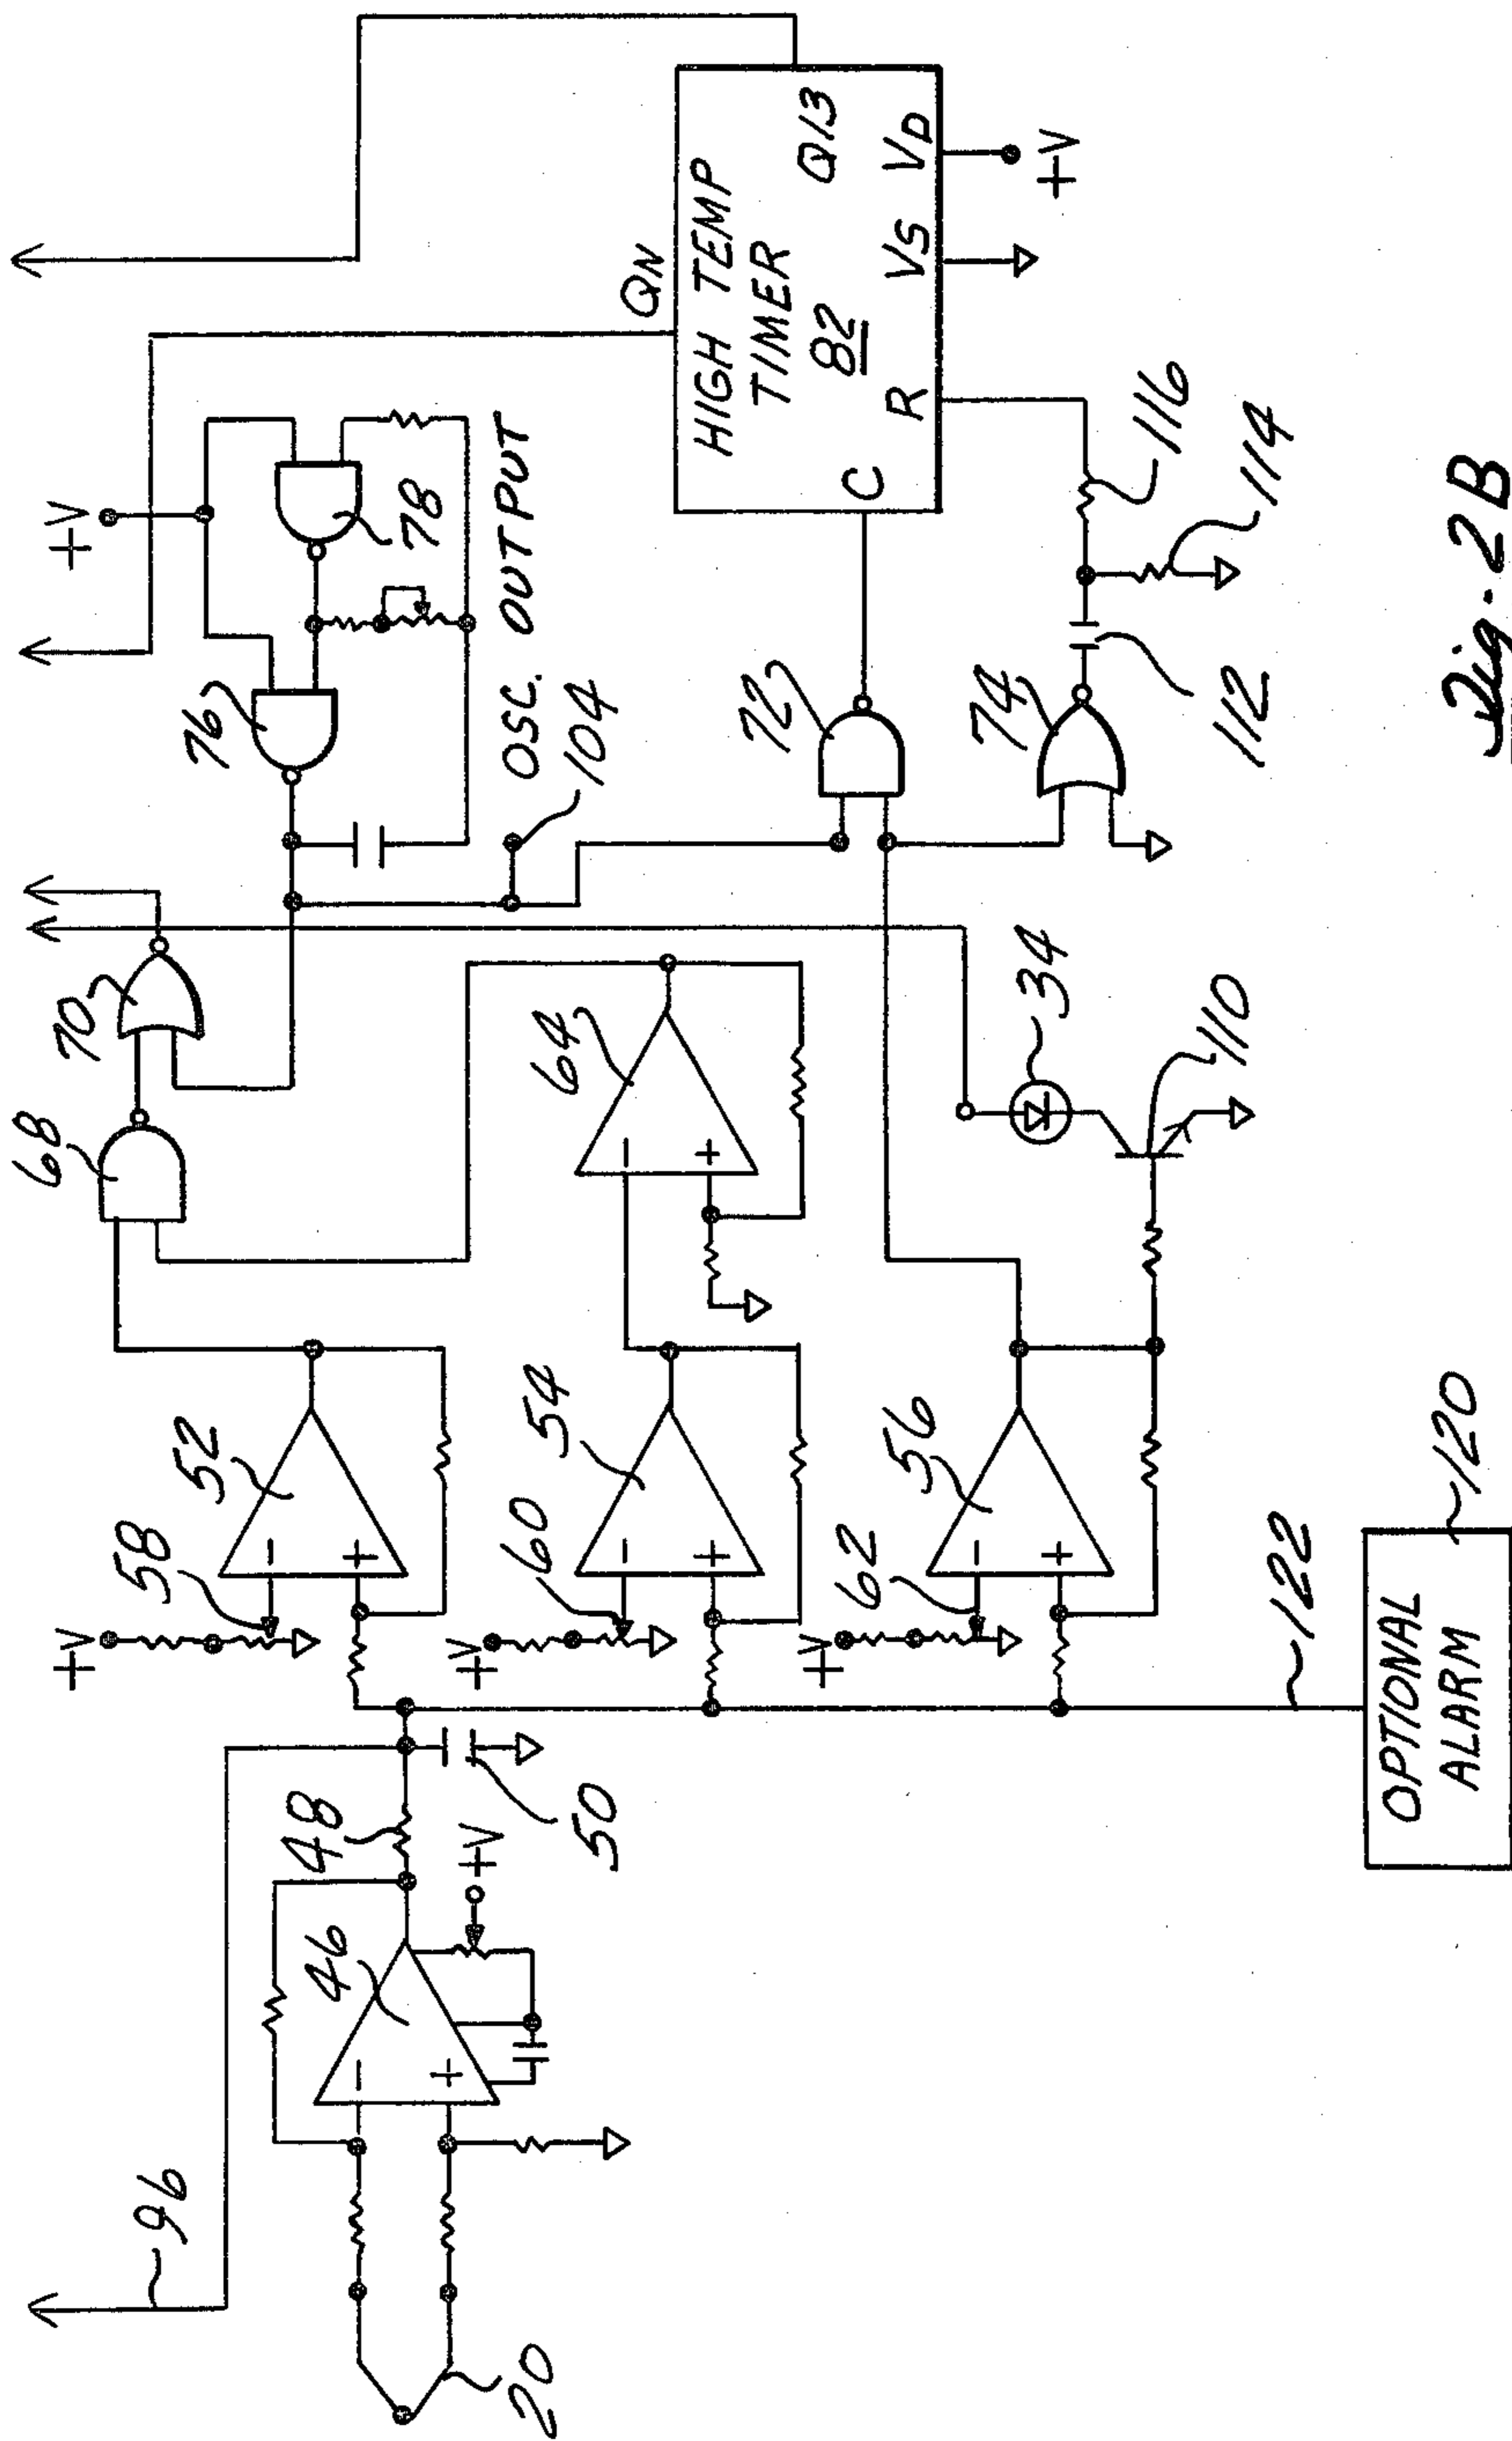 96
20
46
48
+V
50
+V
58
52
+V
60
54
+V
62
56
122
OPTIONAL
ALARM
120
68
70
64
34
110
76
+V
78
OSC.
OUTPUT
104
72
74
112
114
116
QN
HIGH TEMP
TIMER
82
Q13
C
R
VS
VD
+V
Fig. 2B